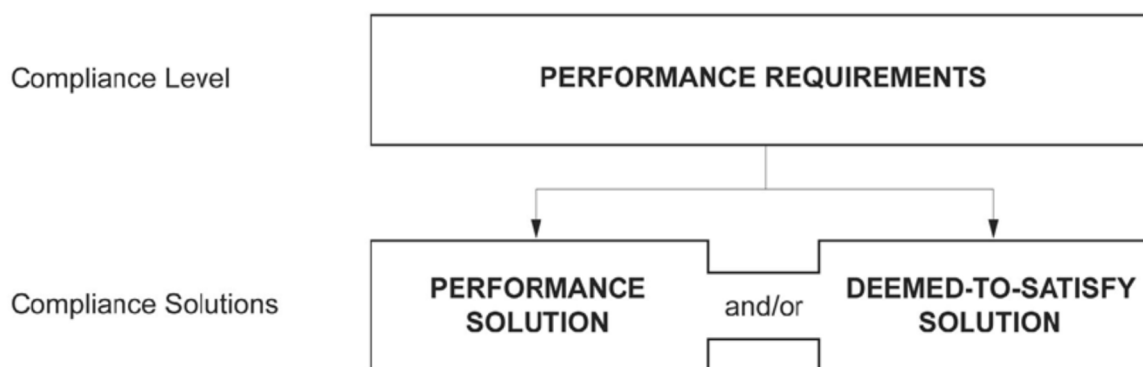 Compliance Level
PERFORMANCE REQUIREMENTS
Compliance Solutions
PERFORMANCE
SOLUTION
and/or
DEEMED-TO-SATISFY
SOLUTION